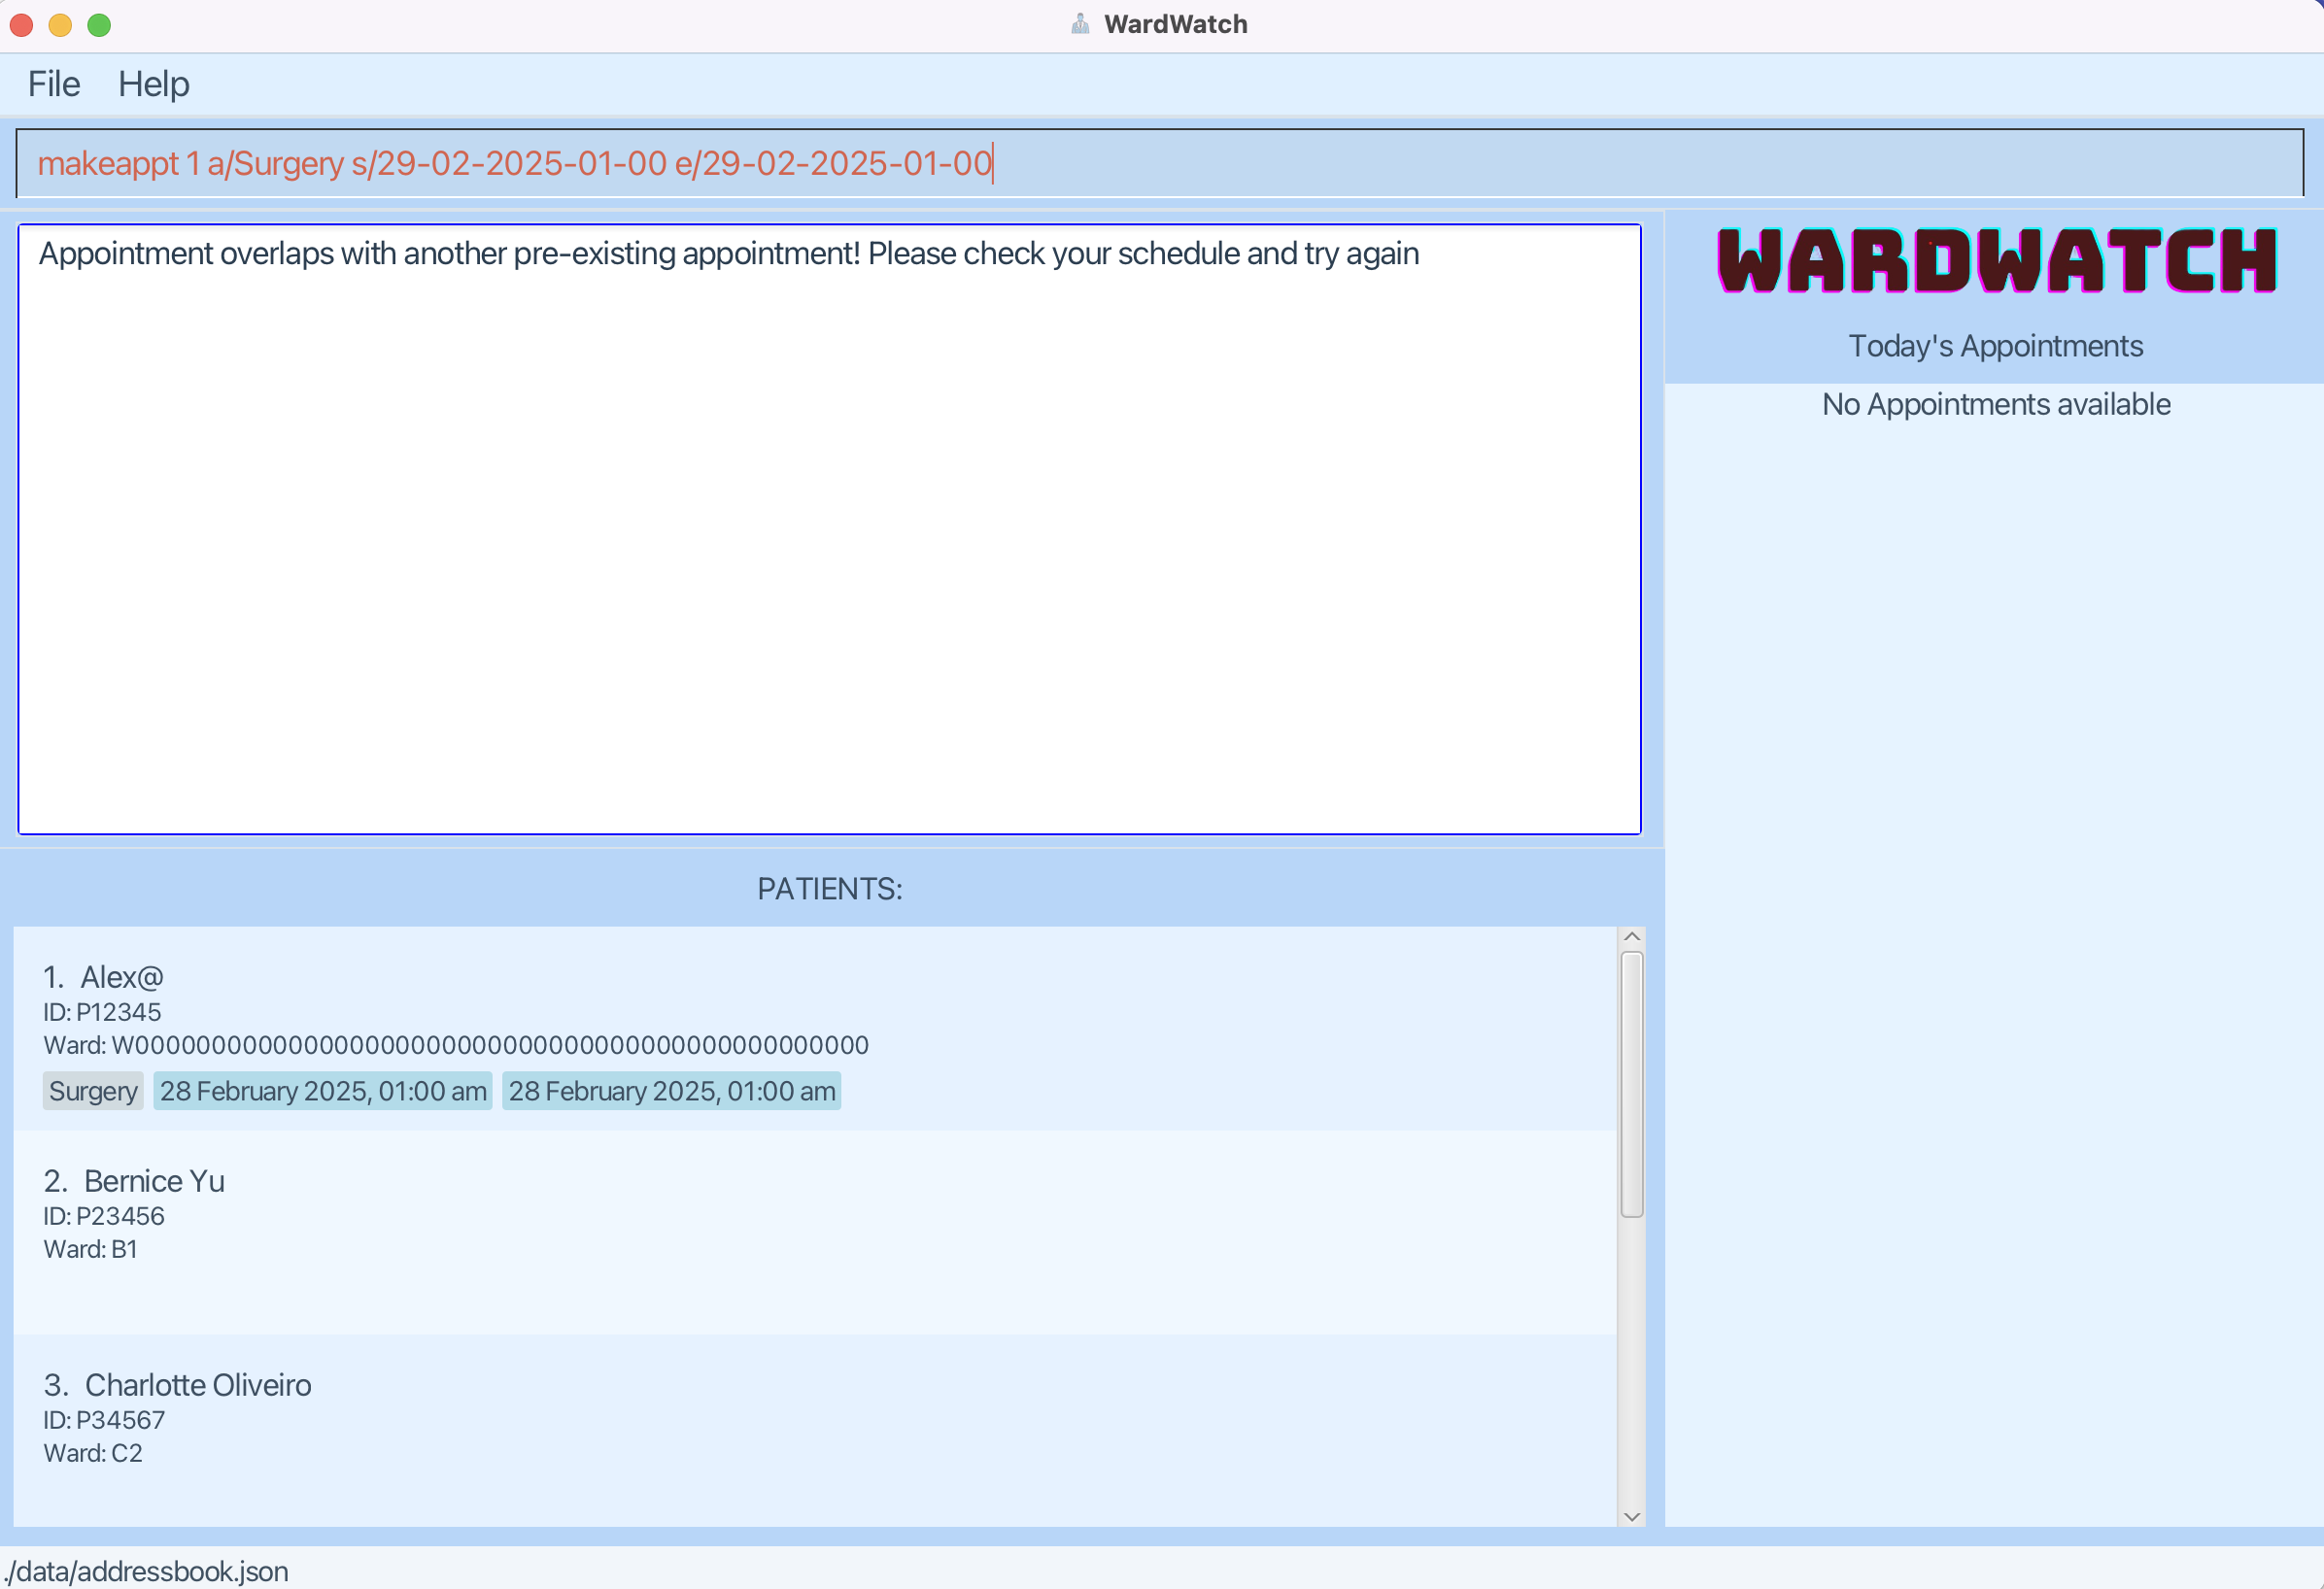 WardWatch
File Help
makeappt 1 a/Surgery s/29-02-2025-01-00 e/29-02-2025-01-00
Appointment overlaps with another pre-existing appointment! Please check your schedule and try again
WARDWATCH
Today's Appointments
No Appointments available
PATIENTS:
1. Alex@
ID: P12345
Ward: W00000000000000000000000000000000000000000000000
Surgery 28 February 2025, 01:00 am 28 February 2025, 01:00 am
2. Bernice Yu
ID: P23456
Ward: B1
3. Charlotte Oliveiro
ID: P34567
Ward: C2
./data/addressbook.json